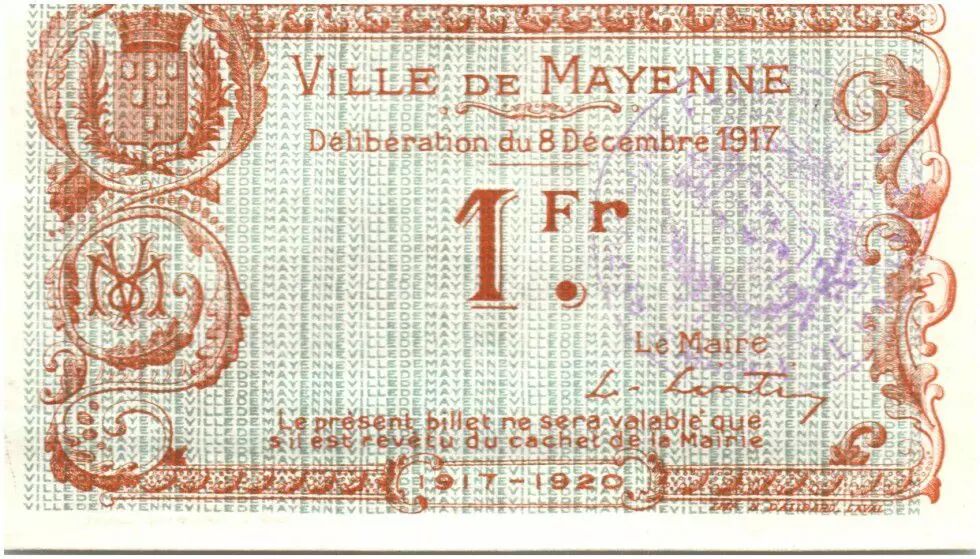 VILLE DE MAYENNE
Délibération du 8 Décembre 1917
1.Fr
Le Maire
Le présent billet ne sera valable que
s'il est revêtu du cachet de la Mairie
1917-1920
LAVAL